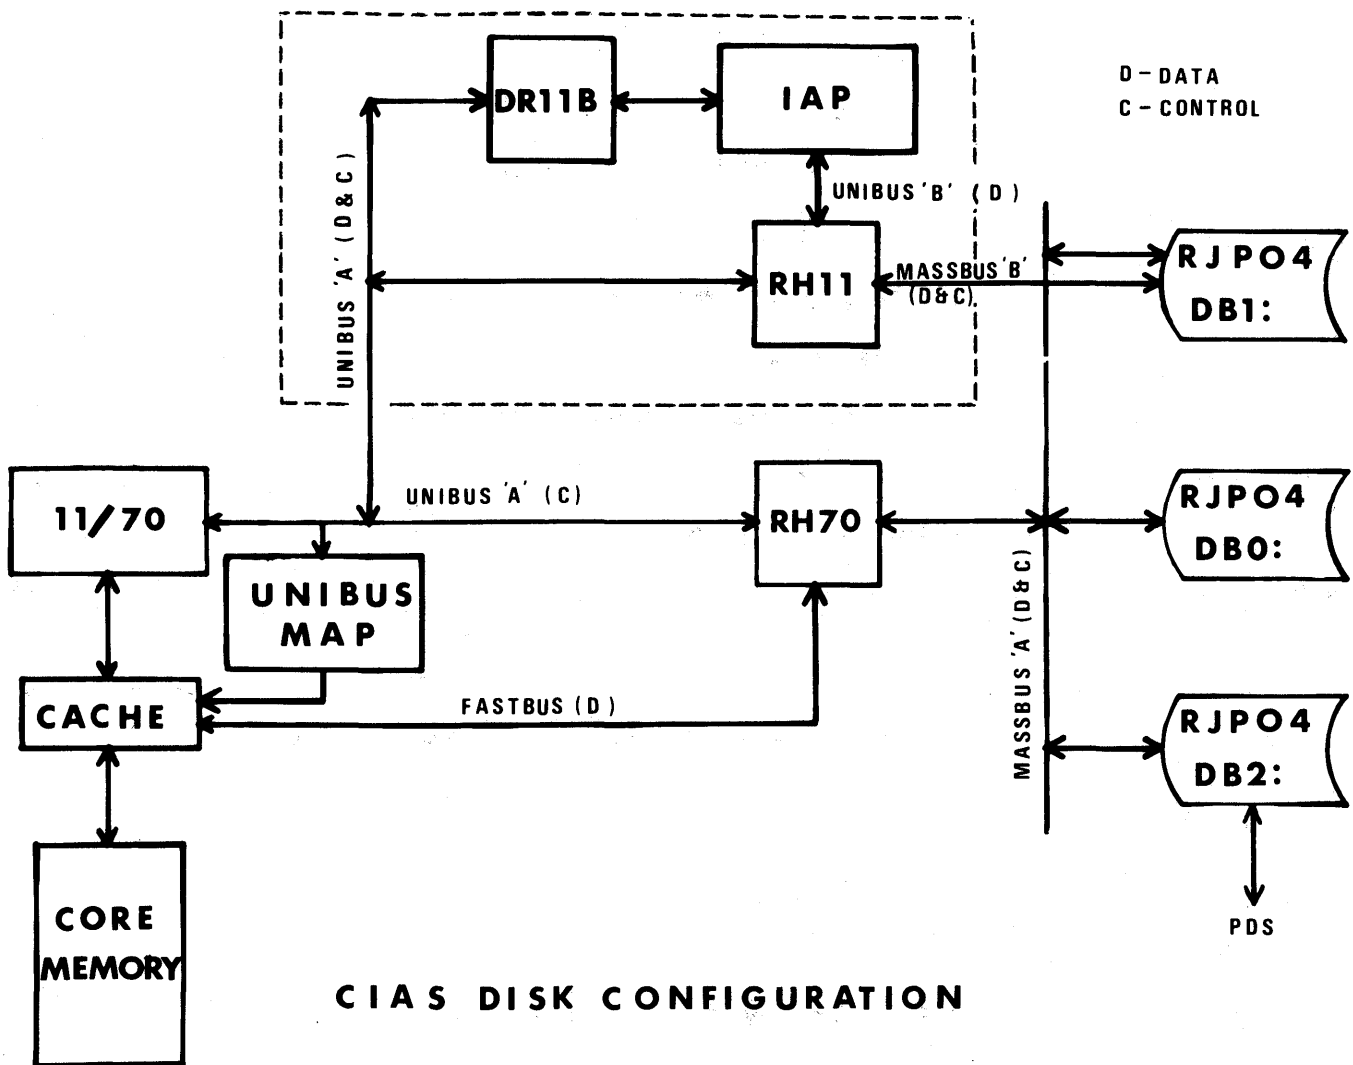 DR11B
IAP
D-DATA
C-CONTROL
UNIBUS 'A' (D&C)
UNIBUS 'B' (D)
RH11
MASSBUS 'B'
(D&C)
RJPO4
DB1:
11/70
UNIBUS 'A' (C)
RH70
RJPO4
DB0:
UNIBUS
MAP
MASSBUS 'A' (D&C)
CACHE
FASTBUS (D)
RJPO4
DB2:
CORE
MEMORY
PDS
CIAS DISK CONFIGURATION